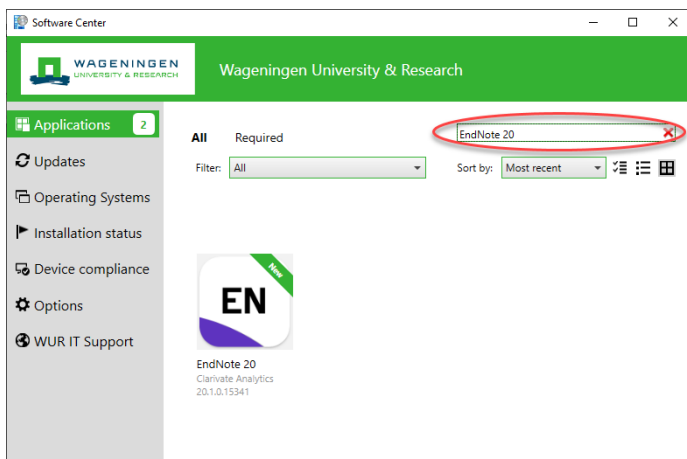 Software Center
WAGENINGEN
UNIVERSITY & RESEARCH
Wageningen University & Research
Applications 2
Updates
Operating Systems
Installation status
Device compliance
Options
WUR IT Support
All Required
EndNote 20
Filter: All
Sort by: Most recent
New
EN
EndNote 20
Clarivate Analytics
20.1.0.15341